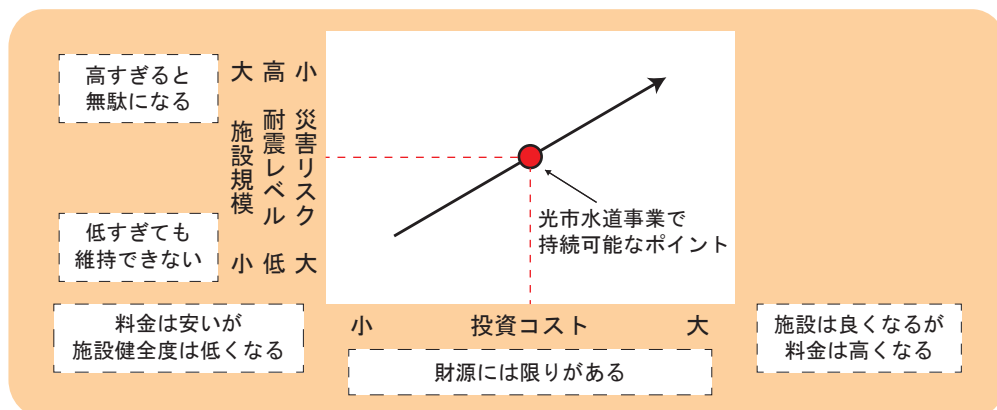 高すぎると
無駄になる
大 高 小
施設規模
耐震レベル
災害リスク
低すぎても
維持できない
小 低 大
光市水道事業で
持続可能なポイント
料金は安いが
施設健全度は低くなる
小 投資コスト 大
財源には限りがある
施設は良くなるが
料金は高くなる